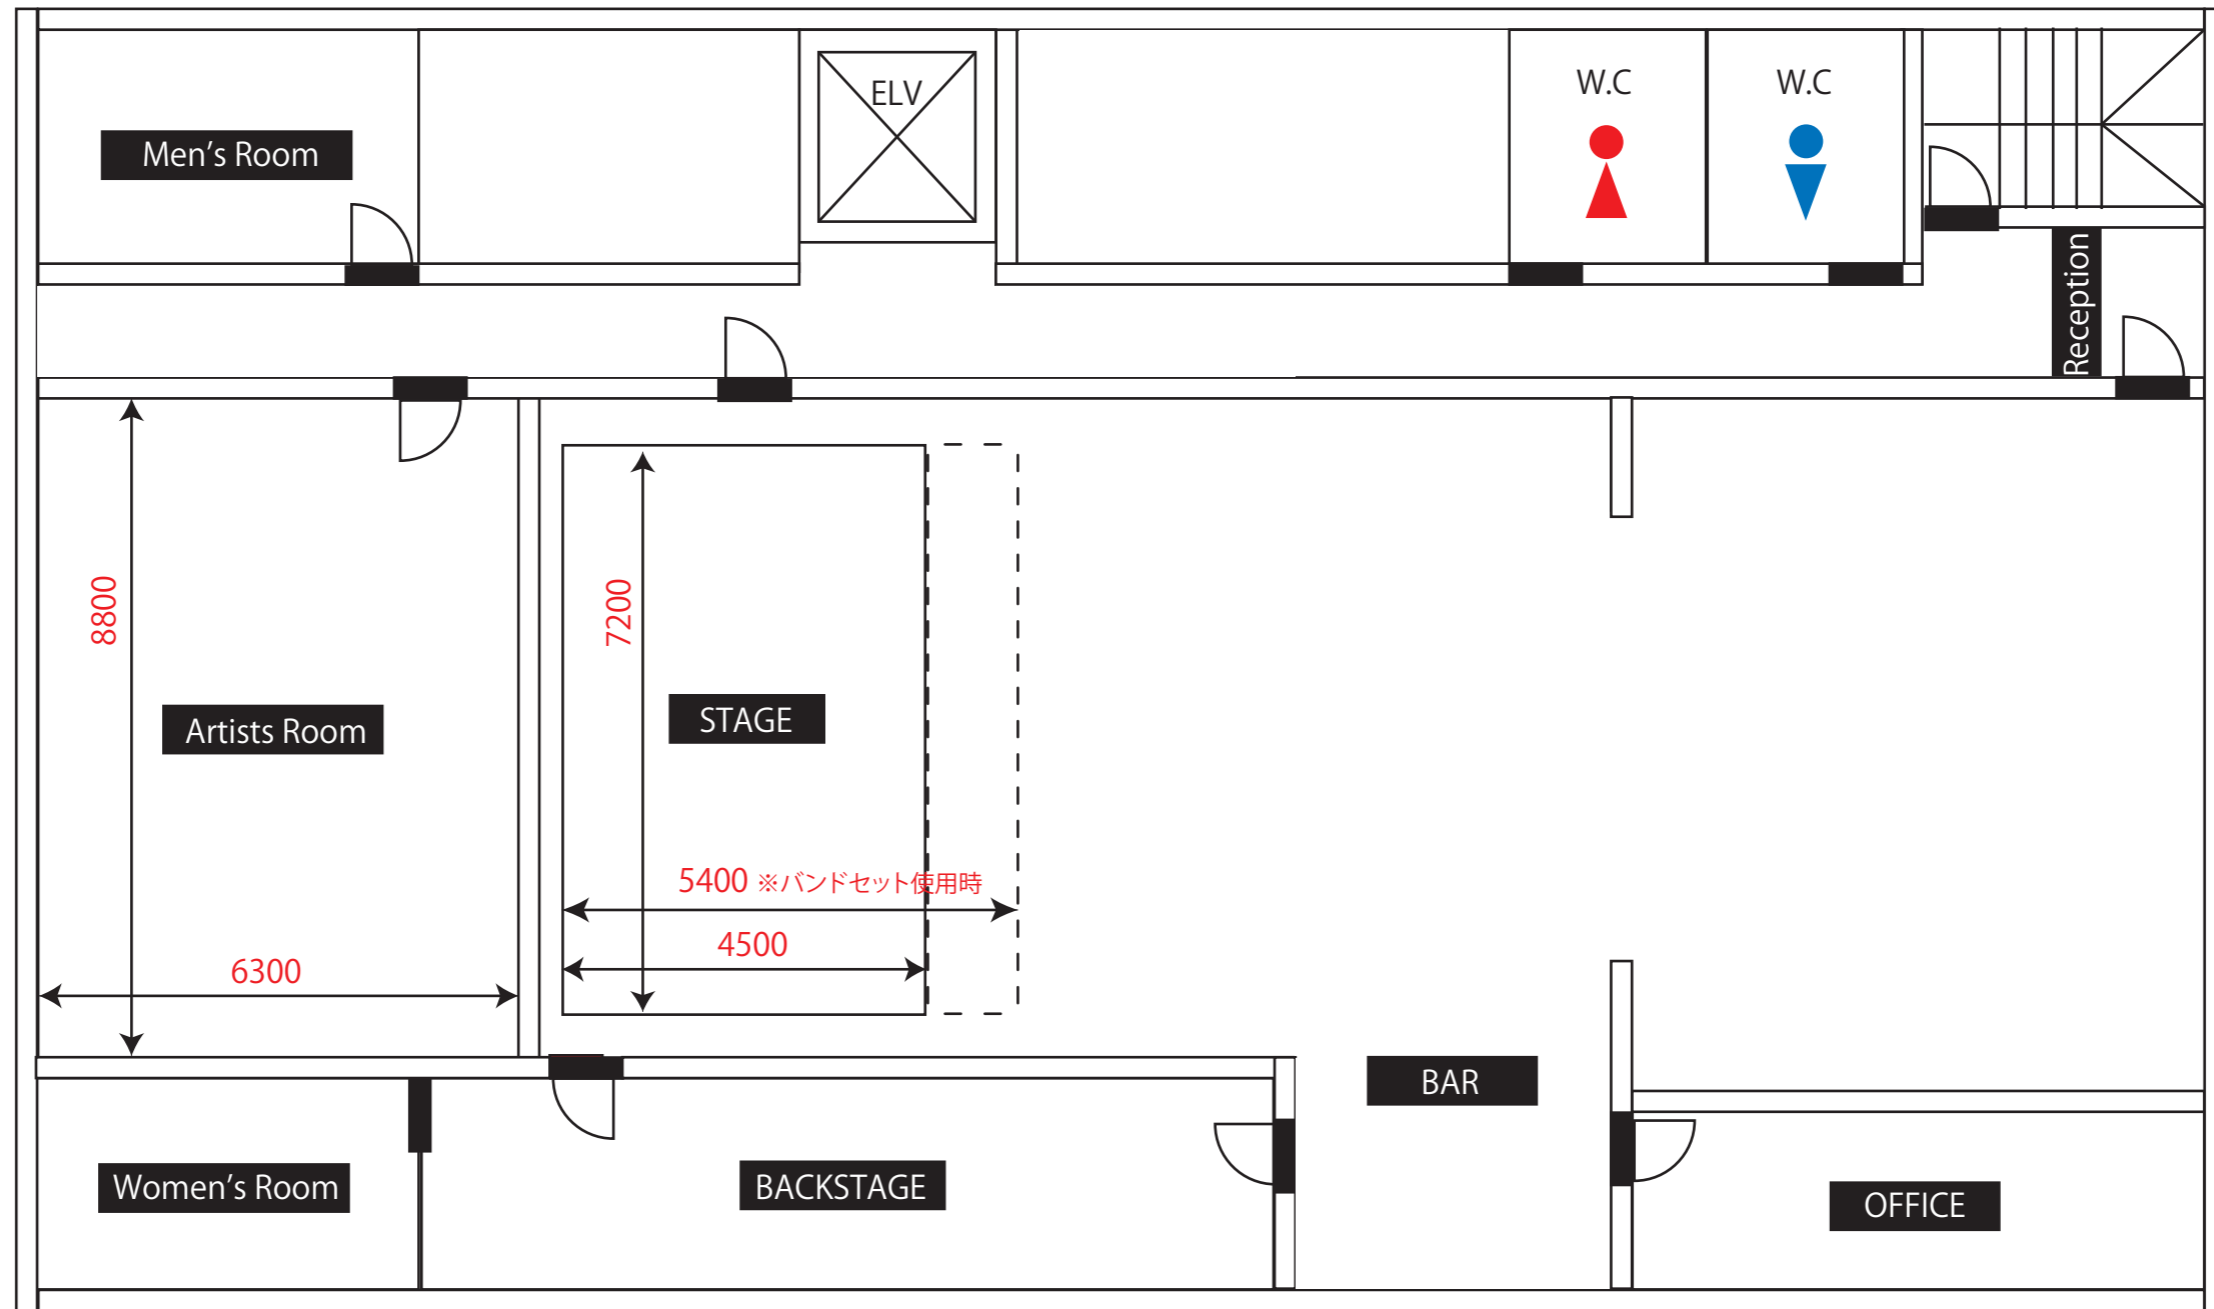 ELV
W.C
W.C
Men's Room
Reception
8800
7200
Artists Room
STAGE
5400 ※バンドセット使用時
4500
6300
BAR
Women's Room
BACKSTAGE
OFFICE